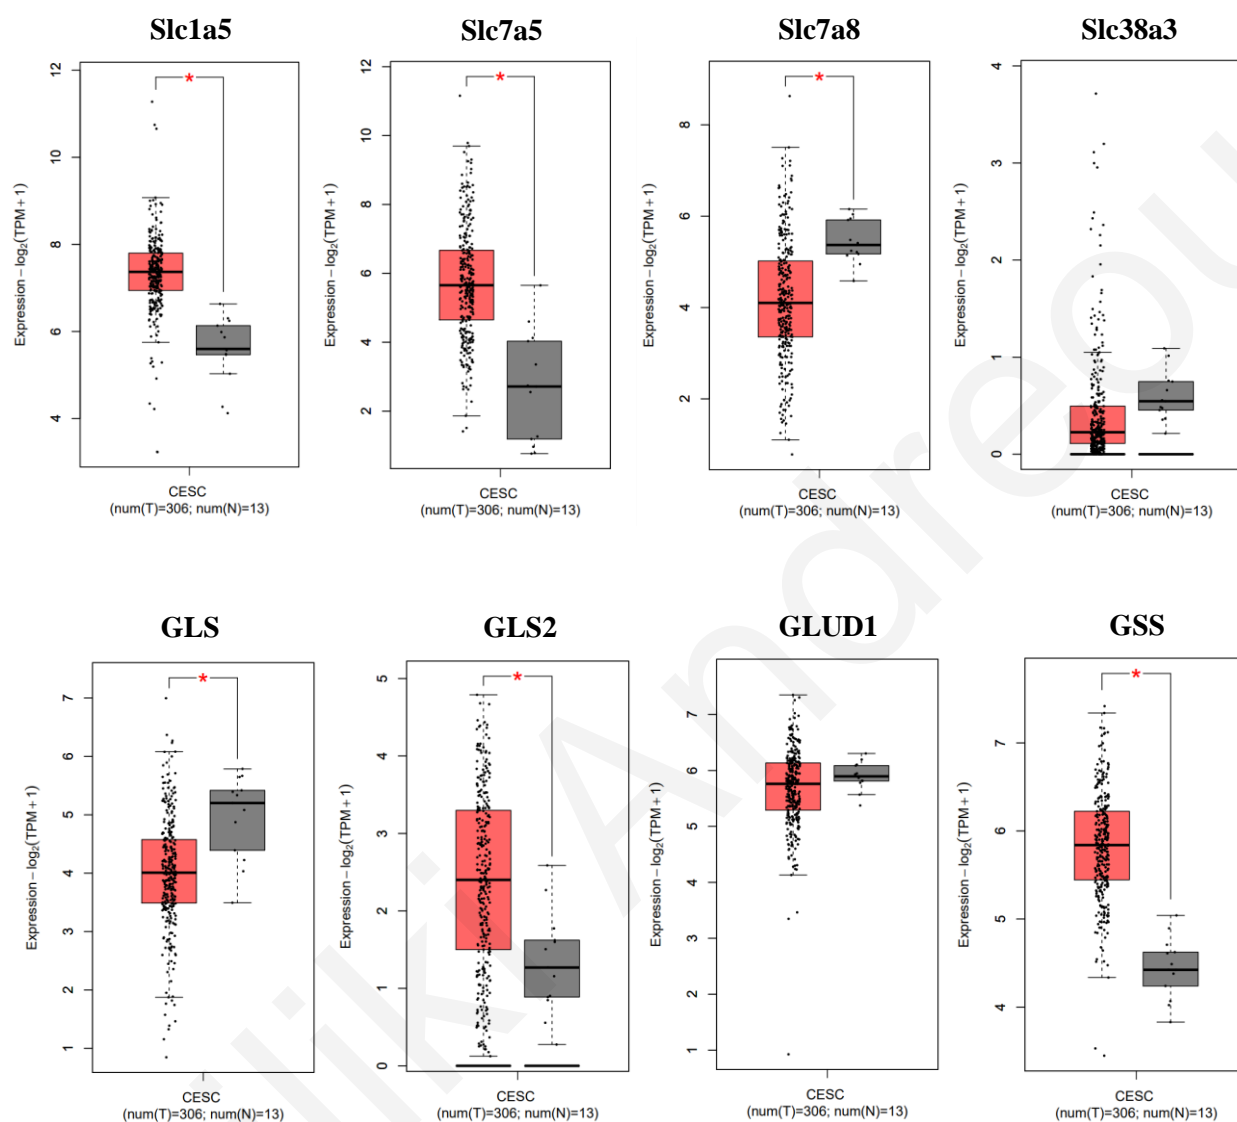 Slc1a5 Slc7a5 Slc7a8 Slc38a3
12
10
8
6
4
Expression − log₂(TPM + 1)
*
CESC
(num(T)=306; num(N)=13)
12
10
8
6
4
2
Expression − log₂(TPM + 1)
*
CESC
(num(T)=306; num(N)=13)
8
6
4
2
Expression − log₂(TPM + 1)
*
CESC
(num(T)=306; num(N)=13)
4
3
2
1
0
Expression − log₂(TPM + 1)
CESC
(num(T)=306; num(N)=13)
GLS GLS2 GLUD1 GSS
7
6
5
4
3
2
1
Expression − log₂(TPM + 1)
*
CESC
(num(T)=306; num(N)=13)
5
4
3
2
1
0
Expression − log₂(TPM + 1)
*
CESC
(num(T)=306; num(N)=13)
7
6
5
4
3
2
1
Expression − log₂(TPM + 1)
CESC
(num(T)=306; num(N)=13)
7
6
5
4
Expression − log₂(TPM + 1)
*
CESC
(num(T)=306; num(N)=13)
iki Andreou